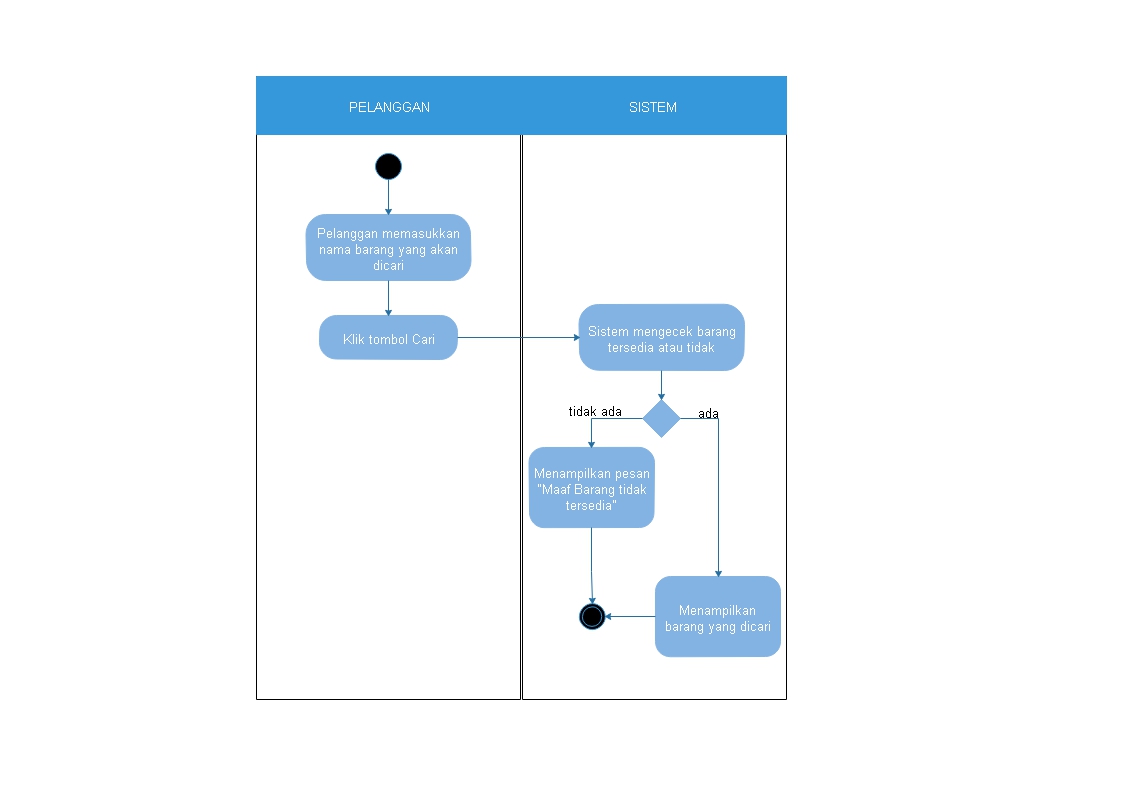 PELANGGAN
SISTEM
Pelanggan memasukkan
nama barang yang akan
dicari
Klik tombol Cari
Sistem mengecek barang
tersedia atau tidak
tidak ada
ada
Menampilkan pesan
"Maaf Barang tidak
tersedia"
Menampilkan
barang yang dicari